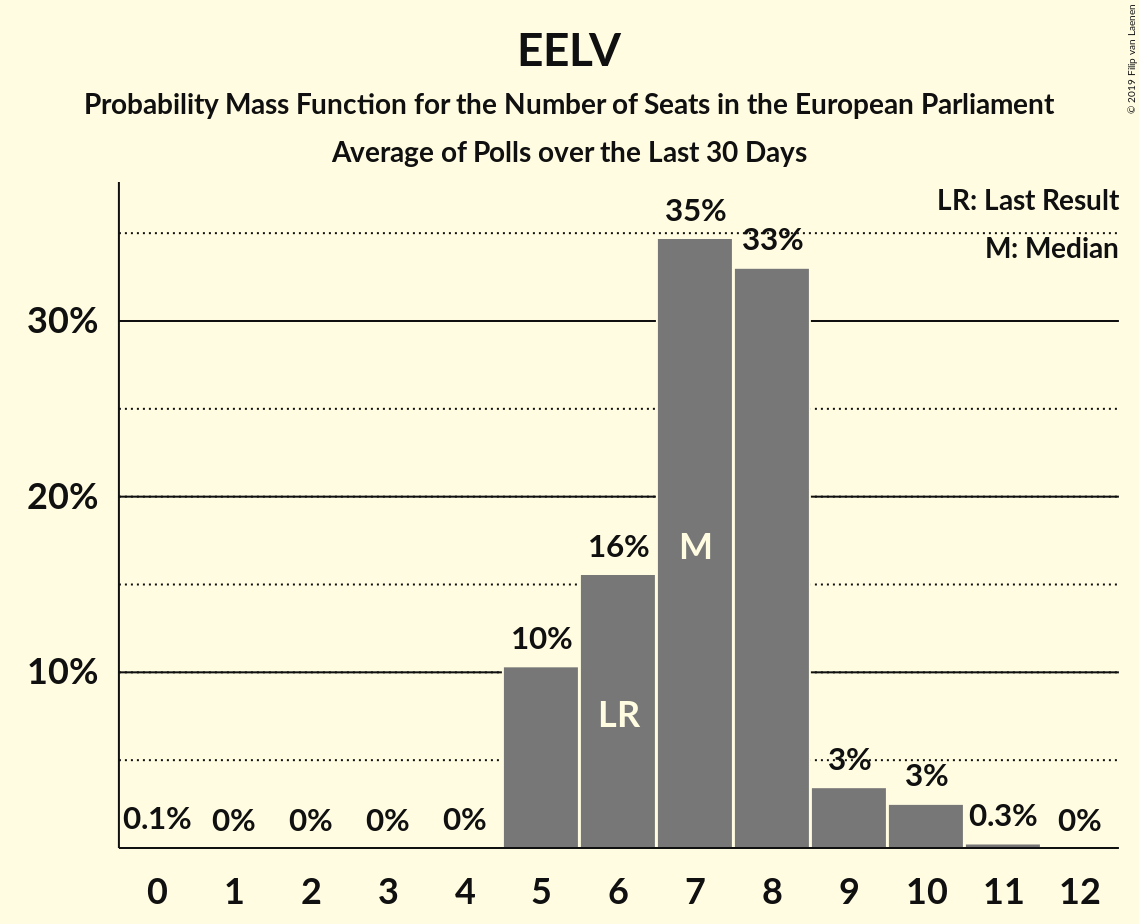 EELV
Probability Mass Function for the Number of Seats in the European Parliament
Average of Polls over the Last 30 Days
© 2019 Filip van Laenen
LR: Last Result
M: Median
35%
33%
30%
20%
16%
M
10%
10%
LR
3%
3%
0.1%
0%
0%
0%
0%
0.3%
0%
0 1 2 3 4 5 6 7 8 9 10 11 12